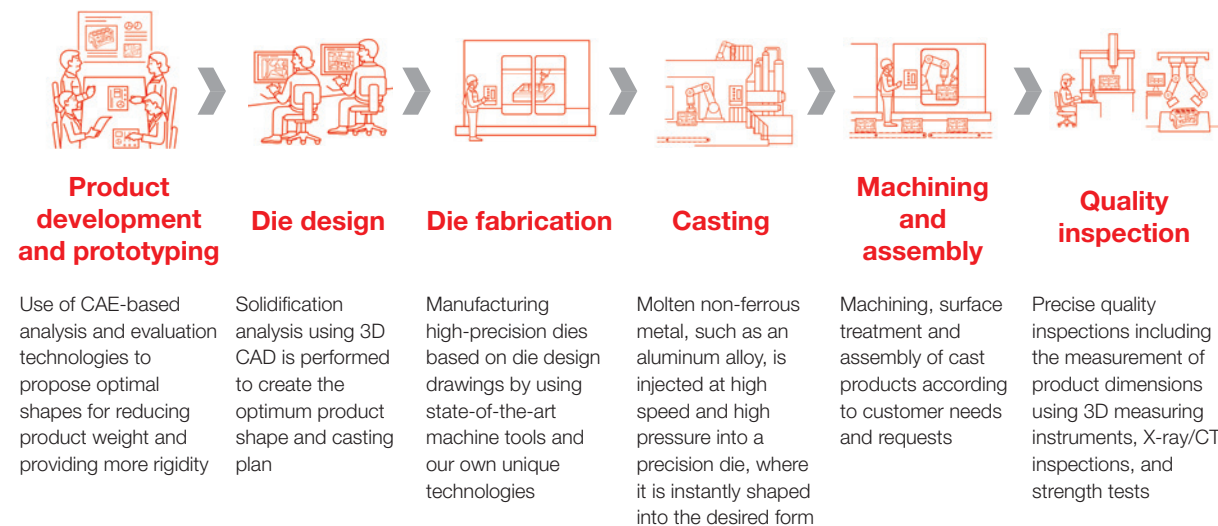 Product
development
and prototyping
Use of CAE-based
analysis and evaluation
technologies to
propose optimal
shapes for reducing
product weight and
providing more rigidity
Die design
Solidification
analysis using 3D
CAD is performed
to create the
optimum product
shape and casting
plan
Die fabrication
Manufacturing
high-precision dies
based on die design
drawings by using
state-of-the-art
machine tools and
our own unique
technologies
Casting
Molten non-ferrous
metal, such as an
aluminum alloy, is
injected at high
speed and high
pressure into a
precision die, where
it is instantly shaped
into the desired form
Machining
and
assembly
Machining, surface
treatment and
assembly of cast
products according
to customer needs
and requests
Quality
inspection
Precise quality
inspections including
the measurement of
product dimensions
using 3D measuring
instruments, X-ray/CT
inspections, and
strength tests